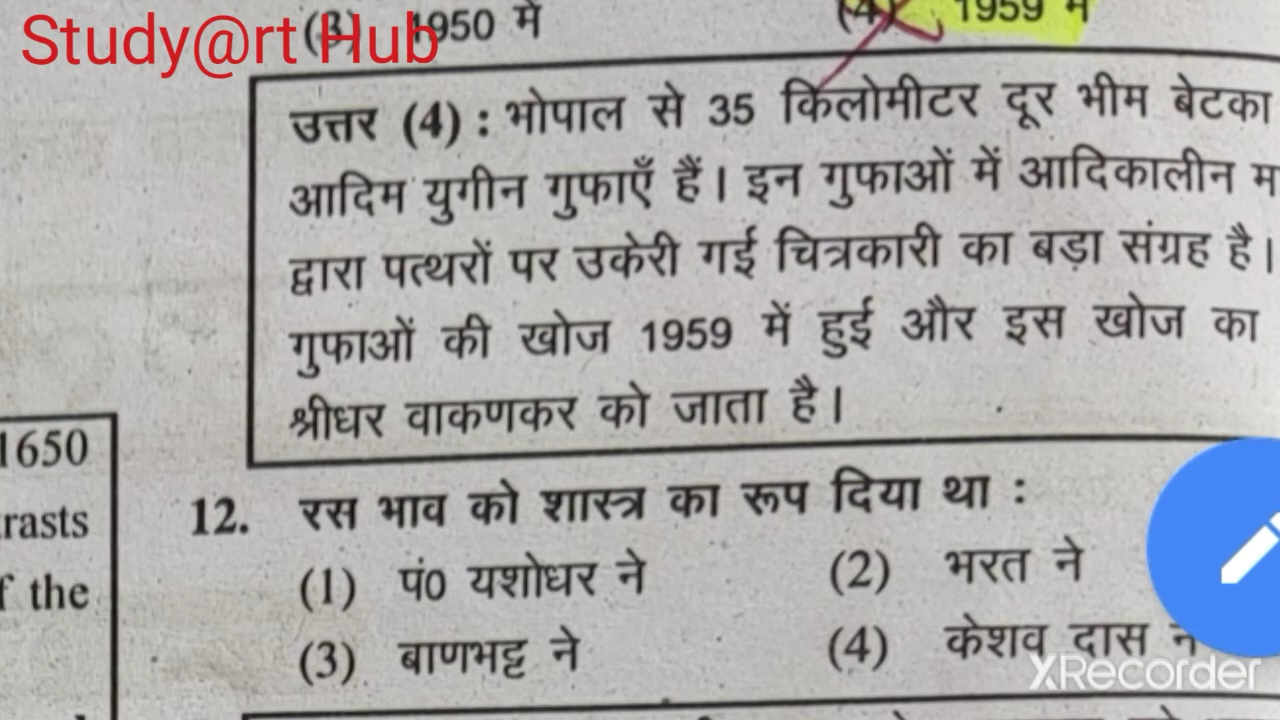 Study@rt Hub
(3) 1950 में (4) 1959 में
उत्तर (4) : भोपाल से 35 किलोमीटर दूर भीम बेटका
आदिम युगीन गुफाएँ हैं। इन गुफाओं में आदिकालीन म
द्वारा पत्थरों पर उकेरी गई चित्रकारी का बड़ा संग्रह है।
गुफाओं की खोज 1959 में हुई और इस खोज का
श्रीधर वाकणकर को जाता है।
1650
rasts
f the
12. रस भाव को शास्त्र का रूप दिया था :
(1) पं0 यशोधर ने (2) भरत ने
(3) बाणभट्ट ने (4) केशव दास ने
XRecorder